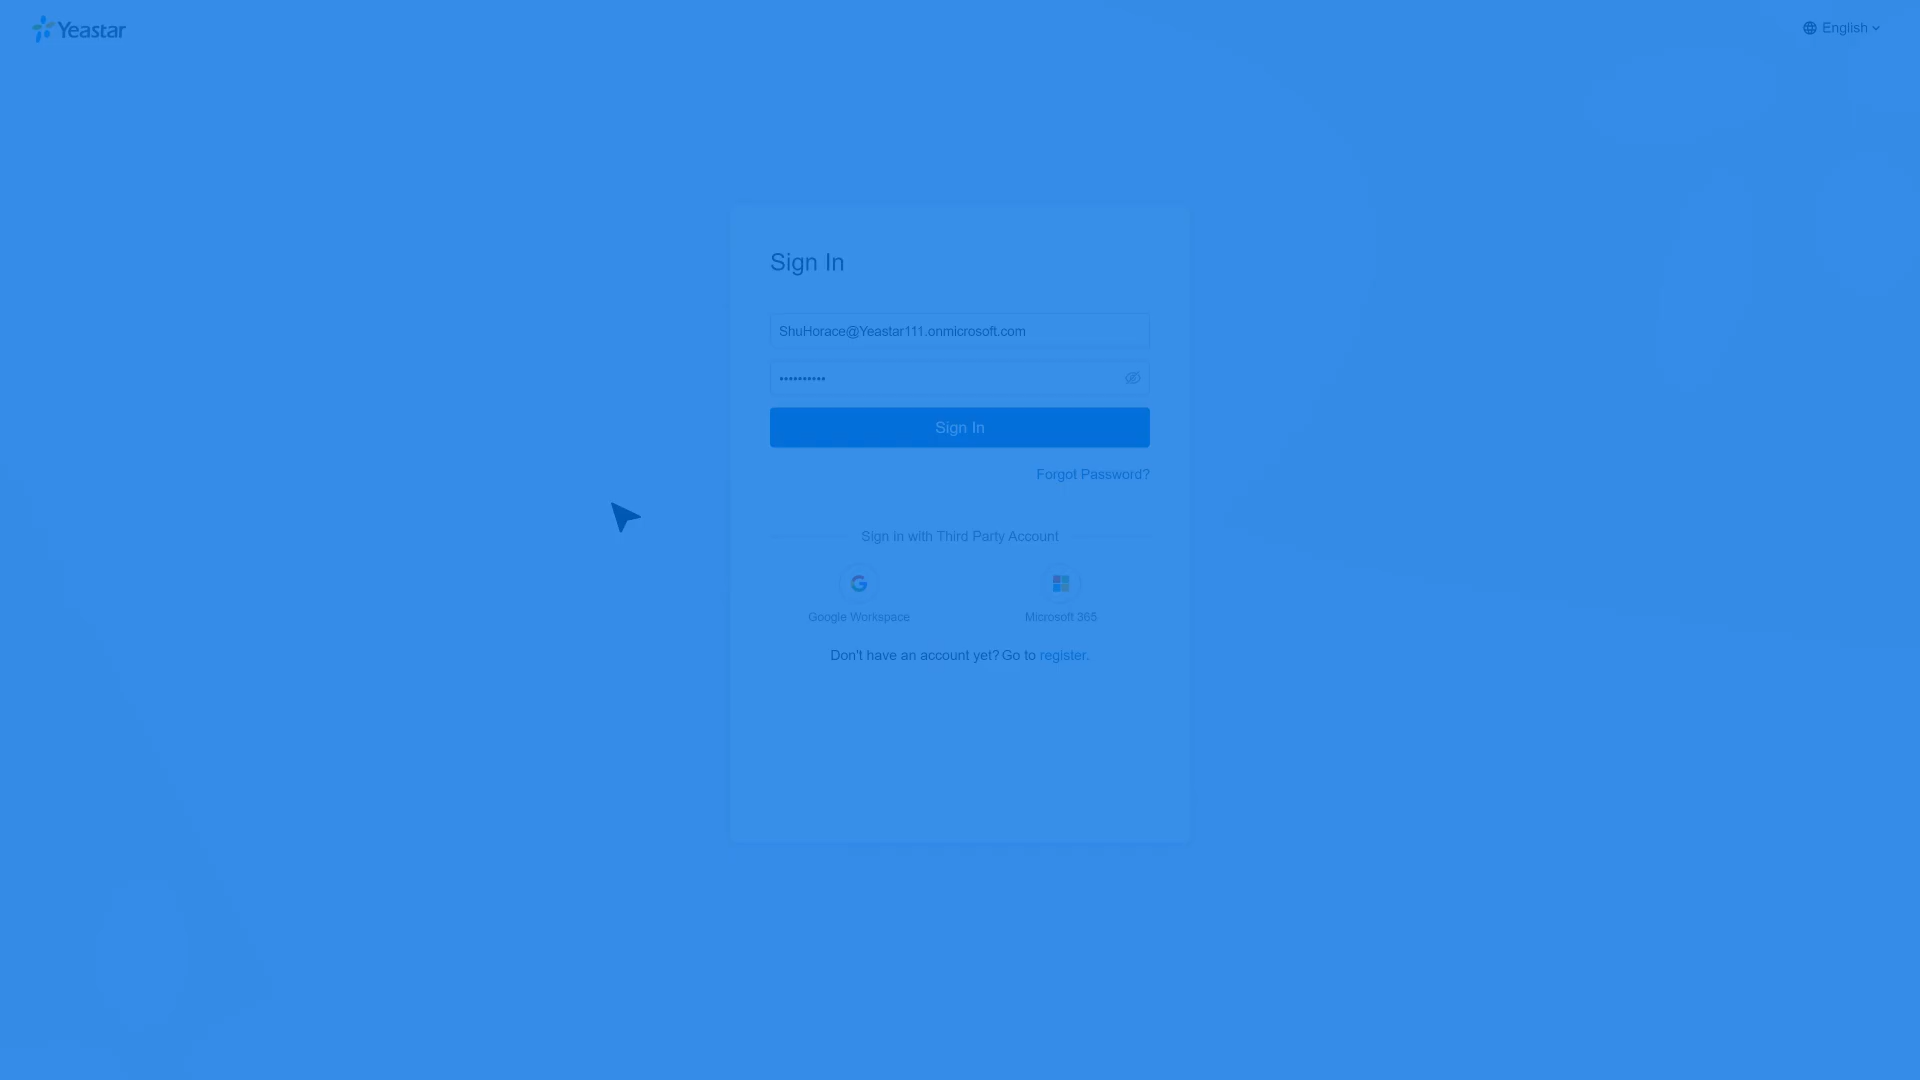 Yeastar
English
Sign In
ShuHorace@Yeastar111.onmicrosoft.com
••••••••••
Sign In
Forgot Password?
Sign in with Third Party Account
Google Workspace
Microsoft 365
Don't have an account yet? Go to register.